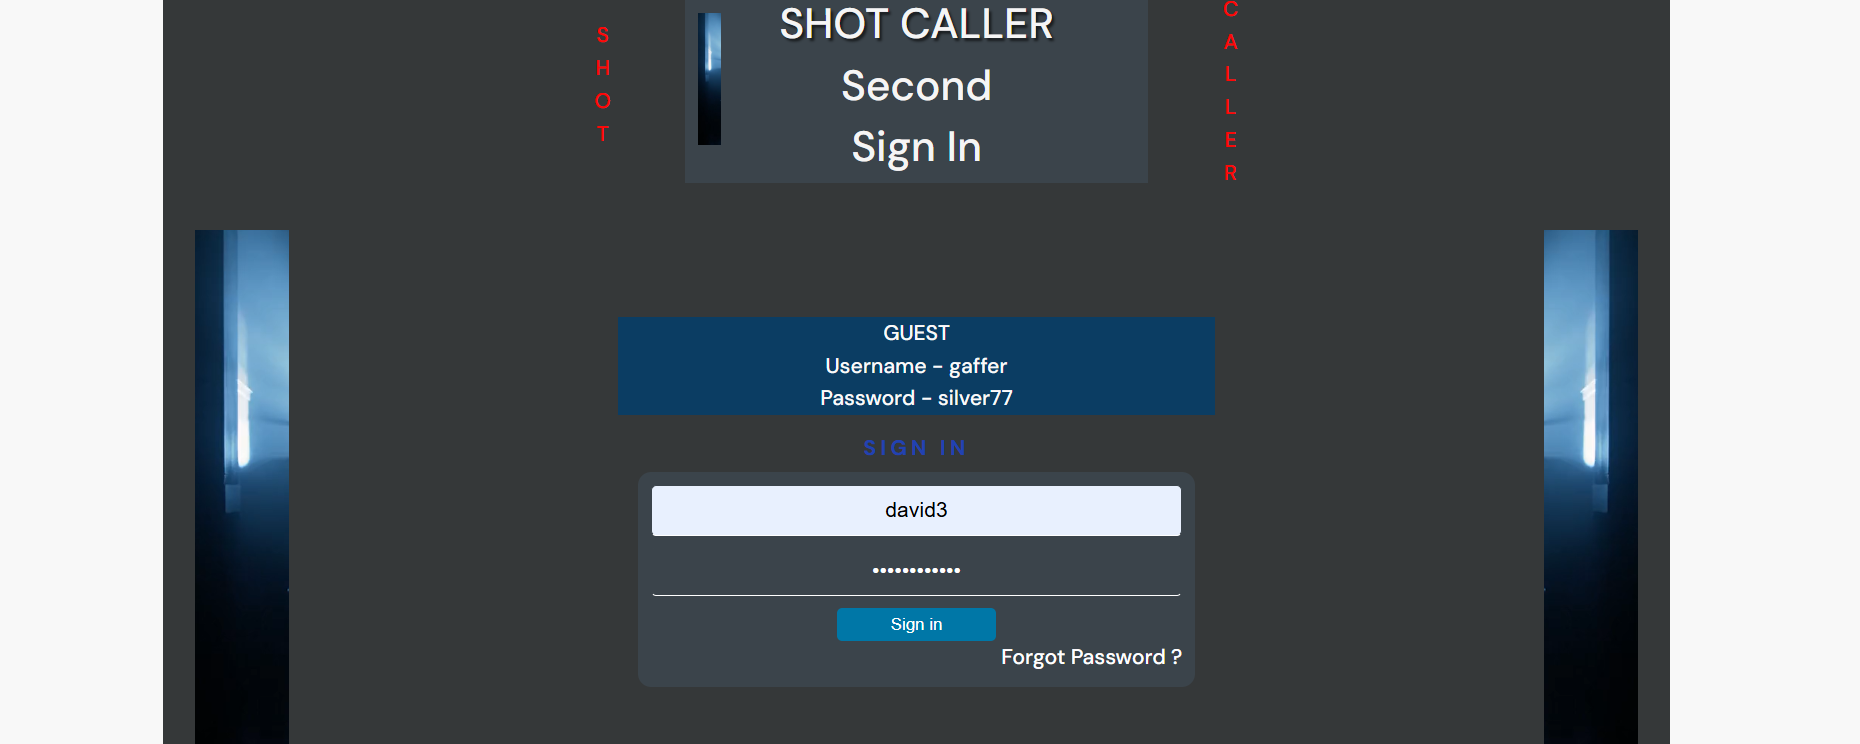 S
H
O
T
SHOT CALLER
Second
Sign In
C
A
L
L
E
R
GUEST
Username - gaffer
Password - silver77
SIGN IN
david3
••••••••••••
Sign in
Forgot Password ?